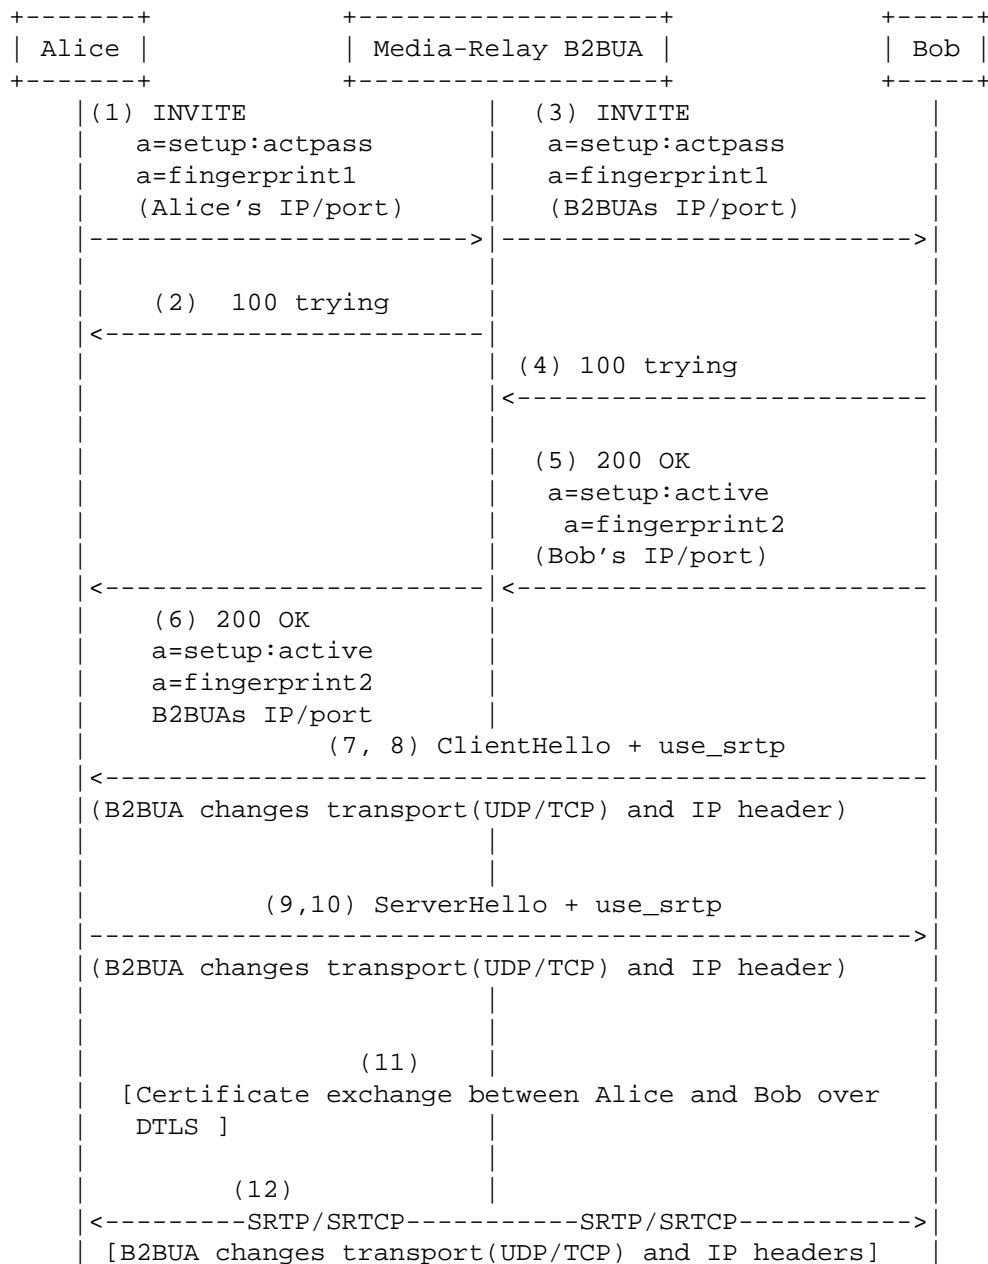 +-------+ +-------------------+ +-----+
| Alice | | Media-Relay B2BUA | | Bob |
+-------+ +-------------------+ +-----+
|(1) INVITE | (3) INVITE |
| a=setup:actpass | a=setup:actpass |
| a=fingerprint1 | a=fingerprint1 |
| (Alice's IP/port) | (B2BUAs IP/port) |
|------------------------>|-------------------------->|
| | |
| (2) 100 trying | |
|<------------------------| |
| | (4) 100 trying |
| |<--------------------------|
| | |
| | (5) 200 OK |
| | a=setup:active |
| | a=fingerprint2 |
| | (Bob's IP/port) |
|<------------------------|<--------------------------|
| (6) 200 OK | |
| a=setup:active | |
| a=fingerprint2 | |
| B2BUAs IP/port | |
| (7, 8) ClientHello + use_srtp |
|<----------------------------------------------------|
|(B2BUA changes transport(UDP/TCP) and IP header) |
| | |
| | |
| (9,10) ServerHello + use_srtp |
|---------------------------------------------------->|
|(B2BUA changes transport(UDP/TCP) and IP header) |
| | |
| | |
| (11) | |
| [Certificate exchange between Alice and Bob over |
| DTLS ] | |
| | |
| (12) | |
|<---------SRTP/SRTCP-----------SRTP/SRTCP----------->|
| [B2BUA changes transport(UDP/TCP) and IP headers] |